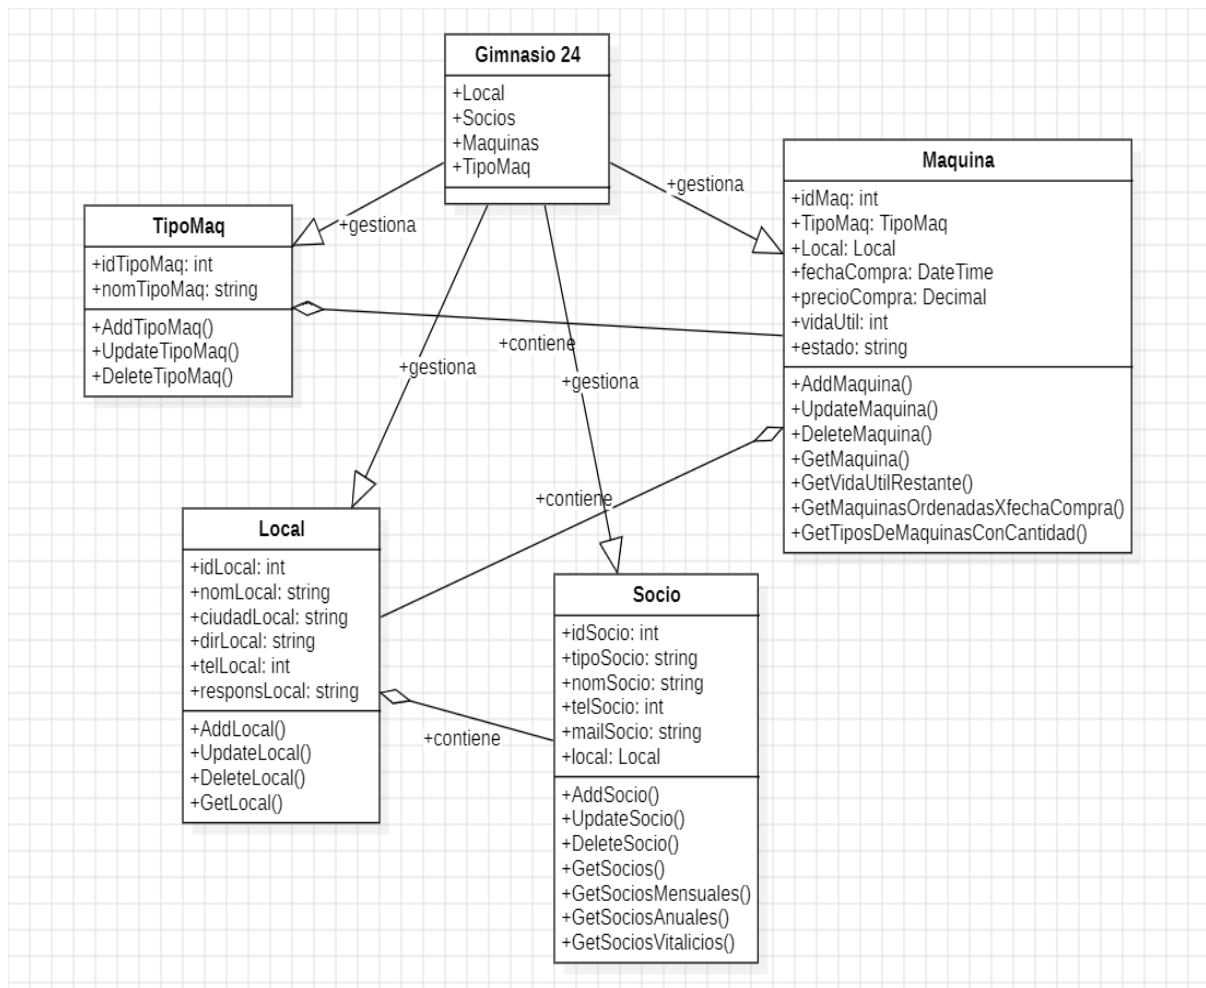 Gimnasio 24
+Local
+Socios
+Maquinas
+TipoMaq
+gestiona
+gestiona
+gestiona
+gestiona
Maquina
+idMaq: int
+TipoMaq: TipoMaq
+Local: Local
+fechaCompra: DateTime
+precioCompra: Decimal
+vidaUtil: int
+estado: string
+AddMaquina()
+UpdateMaquina()
+DeleteMaquina()
+GetMaquina()
+GetVidaUtilRestante()
+GetMaquinasOrdenadasXfechaCompra()
+GetTiposDeMaquinasConCantidad()
TipoMaq
+idTipoMaq: int
+nomTipoMaq: string
+AddTipoMaq()
+UpdateTipoMaq()
+DeleteTipoMaq()
+contiene
+contiene
+contiene
Local
+idLocal: int
+nomLocal: string
+ciudadLocal: string
+dirLocal: string
+telLocal: int
+responsLocal: string
+AddLocal()
+UpdateLocal()
+DeleteLocal()
+GetLocal()
Socio
+idSocio: int
+tipoSocio: string
+nomSocio: string
+telSocio: int
+mailSocio: string
+local: Local
+AddSocio()
+UpdateSocio()
+DeleteSocio()
+GetSocios()
+GetSociosMensuales()
+GetSociosAnuales()
+GetSociosVitalicios()